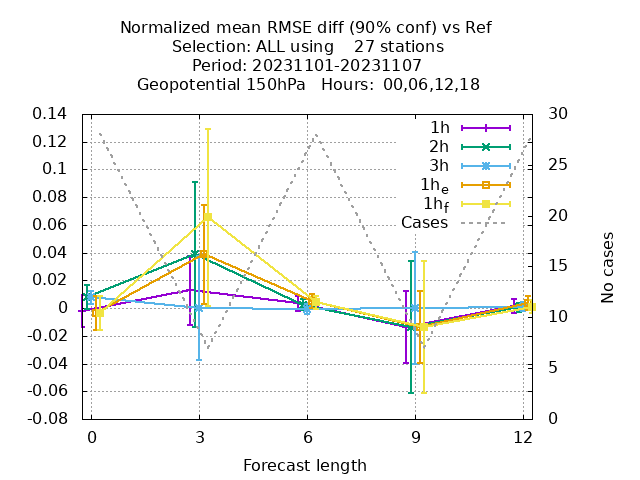 Normalized mean RMSE diff (90% conf) vs Ref
Selection: ALL using    27 stations
Period: 20231101-20231107
Geopotential 150hPa   Hours: 00,06,12,18
0.14
0.12
0.1
0.08
0.06
0.04
0.02
0
-0.02
-0.04
-0.06
-0.08
30
25
20
15
10
5
0
1h
2h
3h
1he
1hf
Cases
No cases
0 3 6 9 12
Forecast length